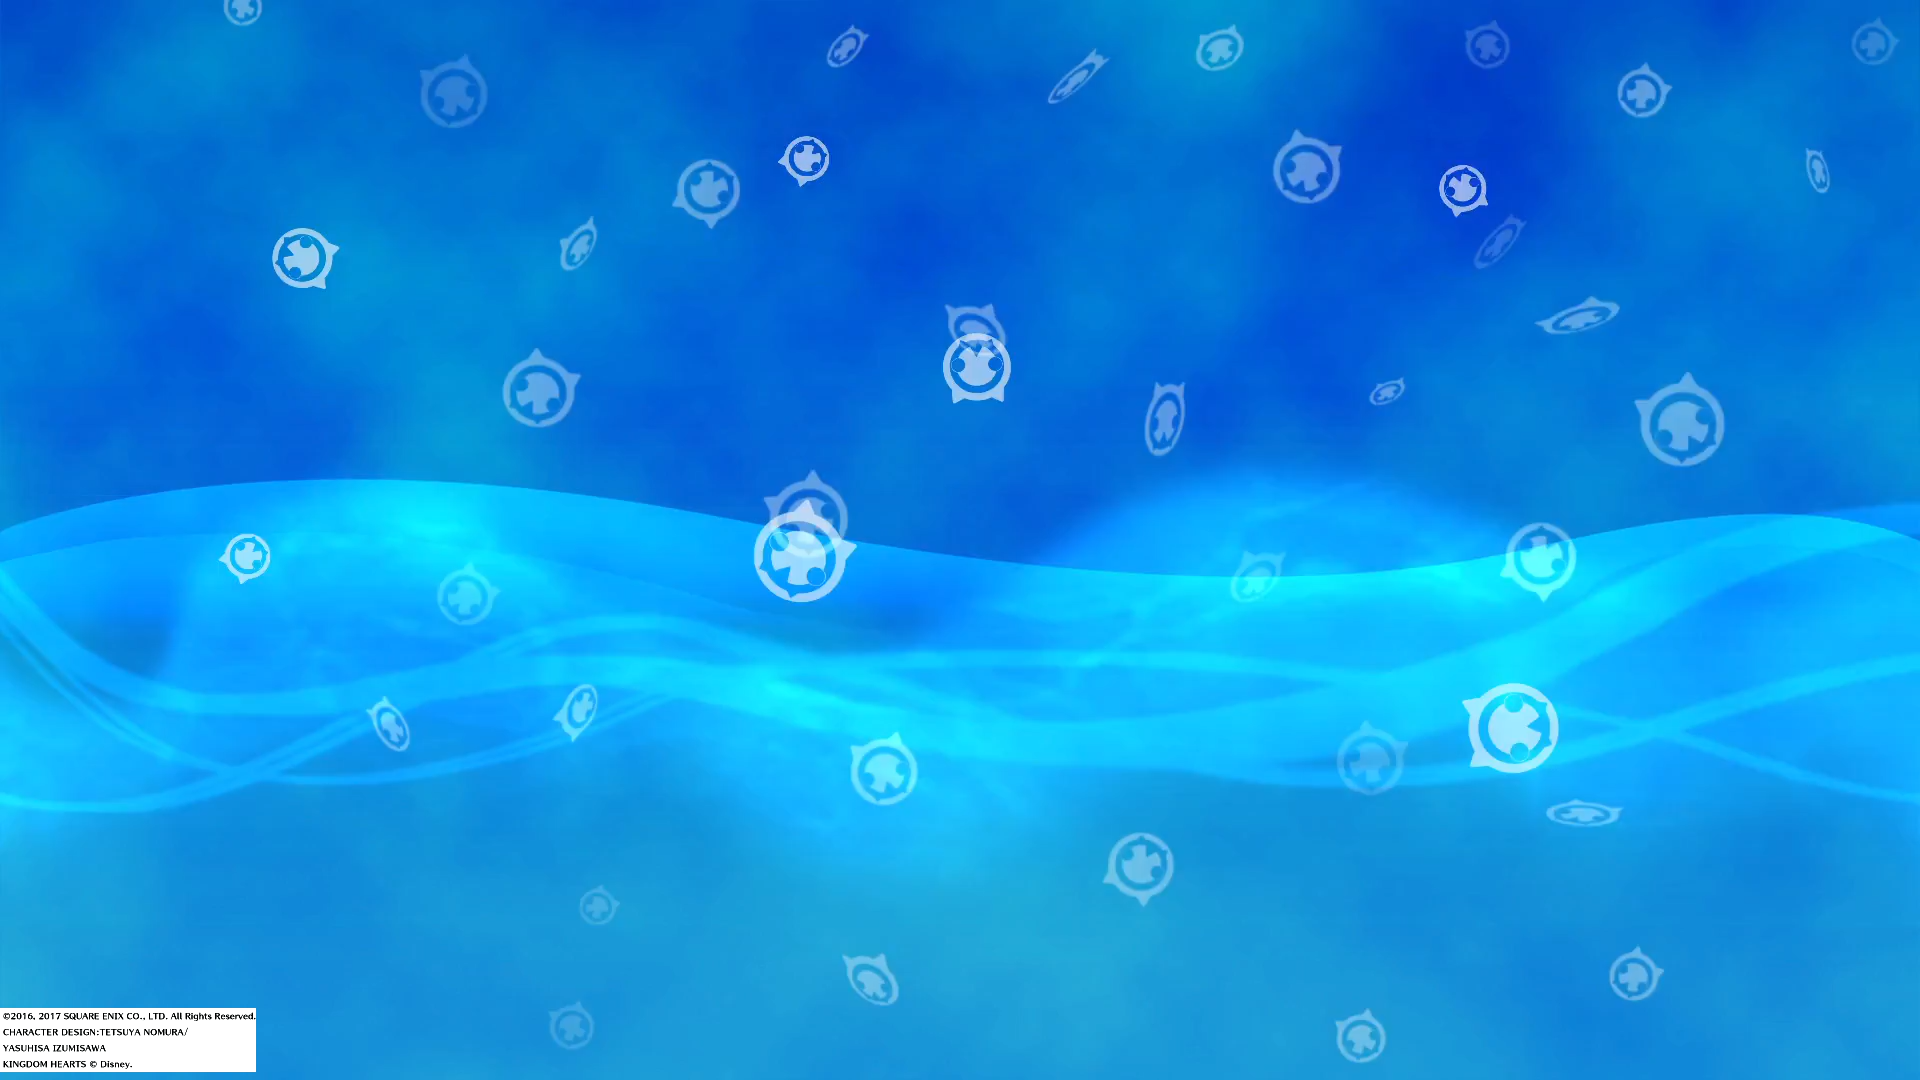 ©2016, 2017 SQUARE ENIX CO., LTD. All Rights Reserved.
CHARACTER DESIGN:TETSUYA NOMURA/
YASUHISA IZUMISAWA
KINGDOM HEARTS © Disney.